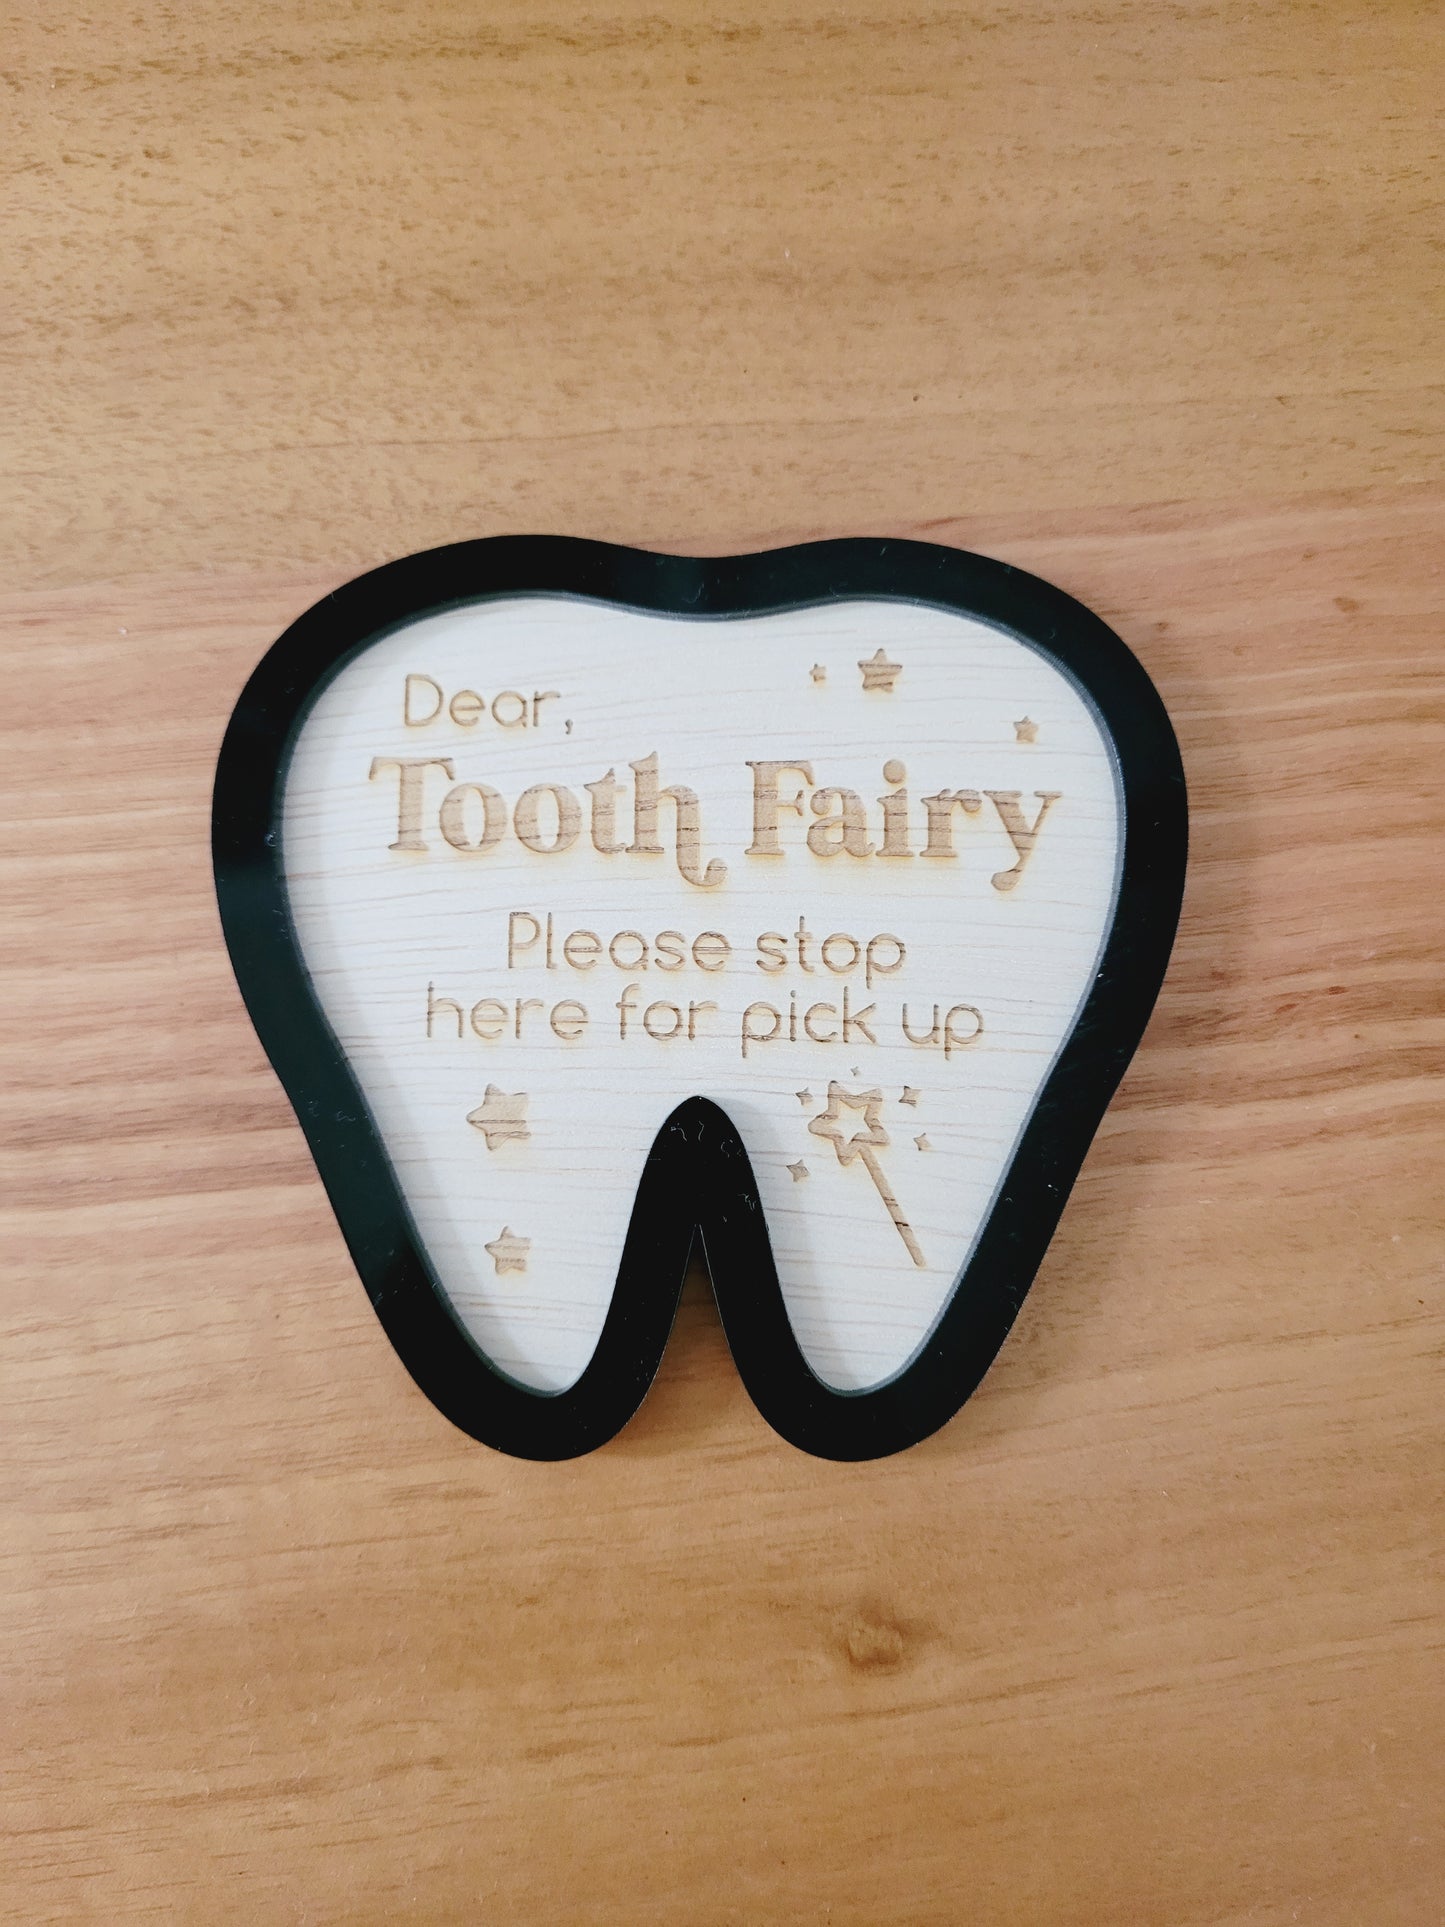 Dear,
Tooth Fairy
Please stop
here for pick up